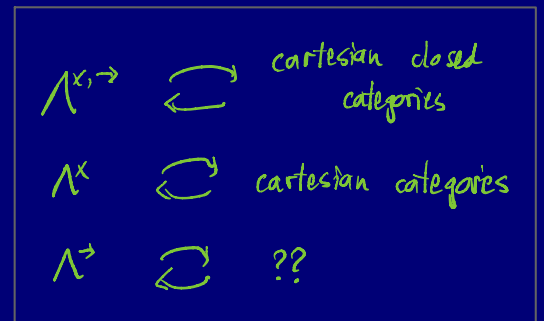 Λ^×,→ ⇄ cartesian closed
categories
Λ^× ⇄ cartesian categories
Λ^→ ⇄ ??